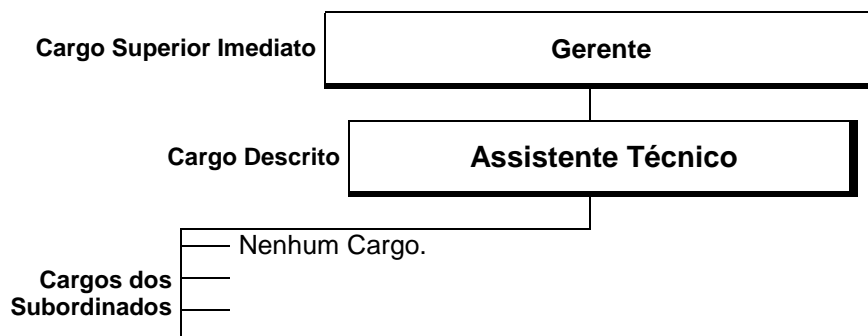 Cargo Superior Imediato
Gerente
Cargo Descrito
Assistente Técnico
Nenhum Cargo.
Cargos dos
Subordinados